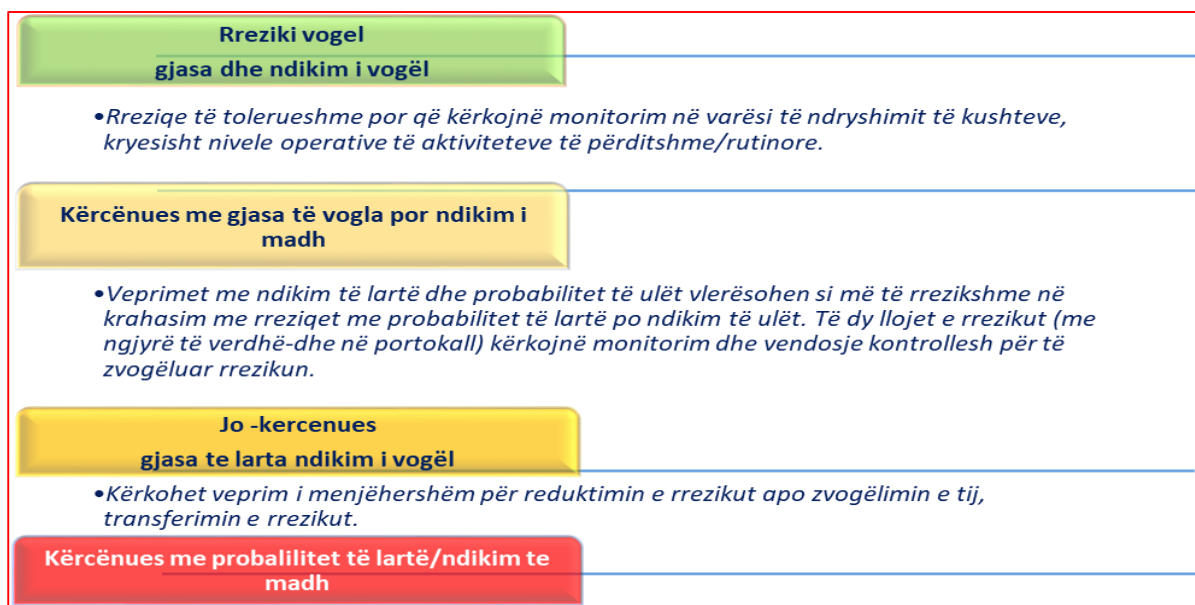 Rreziki vogel
gjasa dhe ndikim i vogël
•Rreziqe të tolerueshme por që kërkojnë monitorim në varësi të ndryshimit të kushteve,
kryesisht nivele operative të aktiviteteve të përditshme/rutinore.
Kërcënues me gjasa të vogla por ndikim i
madh
•Veprimet me ndikim të lartë dhe probabilitet të ulët vlerësohen si më të rrezikshme në
krahasim me rreziqet me probabilitet të lartë po ndikim të ulët. Të dy llojet e rrezikut (me
ngjyrë të verdhë-dhe në portokall) kërkojnë monitorim dhe vendosje kontrollesh për të
zvogëluar rrezikun.
Jo -kercenues
gjasa te larta ndikim i vogël
•Kërkohet veprim i menjëhershëm për reduktimin e rrezikut apo zvogëlimin e tij,
transferimin e rrezikut.
Kërcënues me probalilitet të lartë/ndikim te
madh